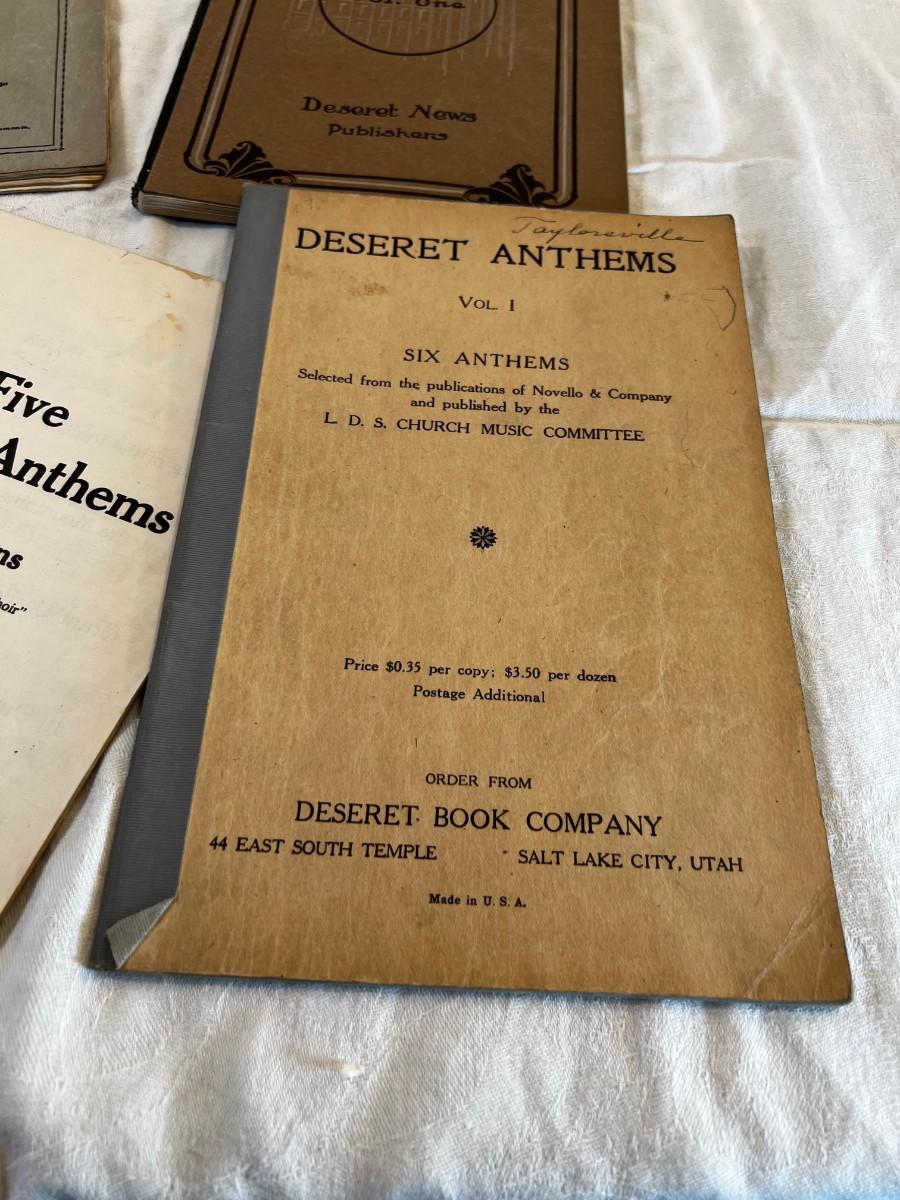 Vol. One
Deseret News
Publishers
Taylorsville
DESERET ANTHEMS
VOL. I
SIX ANTHEMS
Selected from the publications of Novello & Company
and published by the
L. D. S. CHURCH MUSIC COMMITTEE
Price $0.35 per copy; $3.50 per dozen
Postage Additional
ORDER FROM
DESERET BOOK COMPANY
44 EAST SOUTH TEMPLE SALT LAKE CITY, UTAH
Made in U. S. A.
Five
Anthems